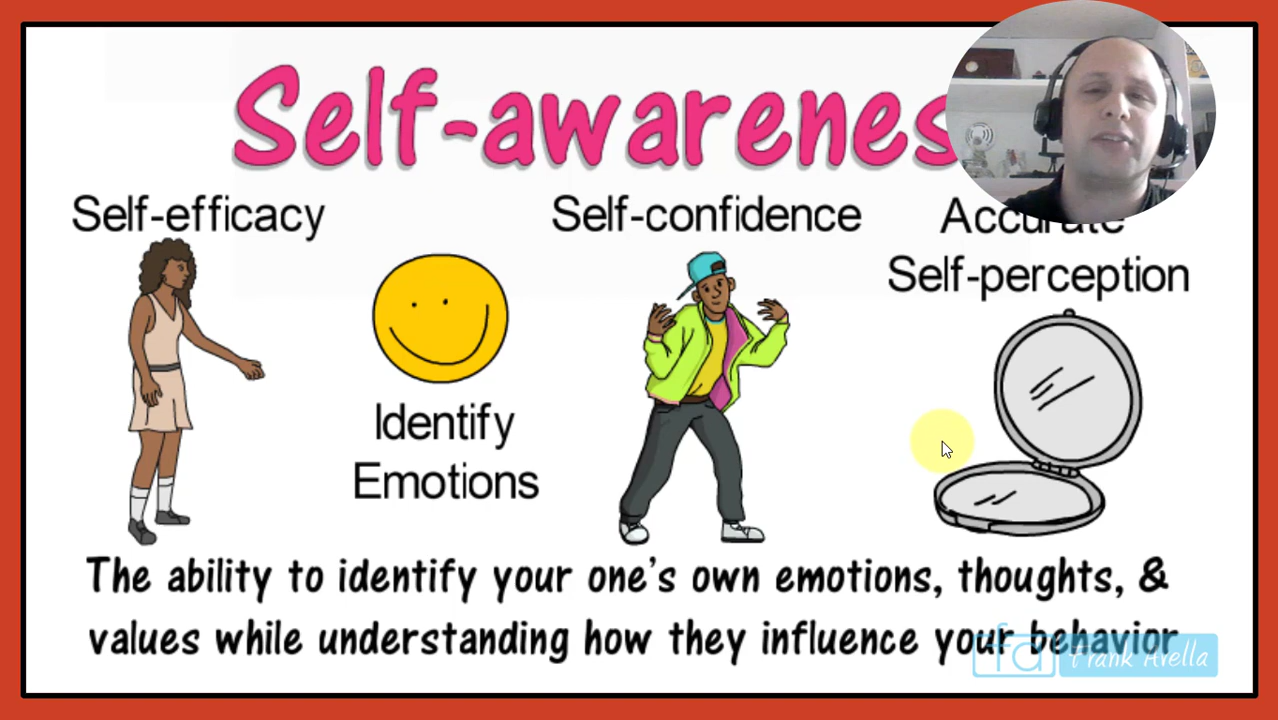 Self-awarenes
Self-efficacy
Self-confidence
Accurate
Self-perception
Identify
Emotions
The ability to identify your one's own emotions, thoughts, &
values while understanding how they influence your behavior
fa Frank Avella